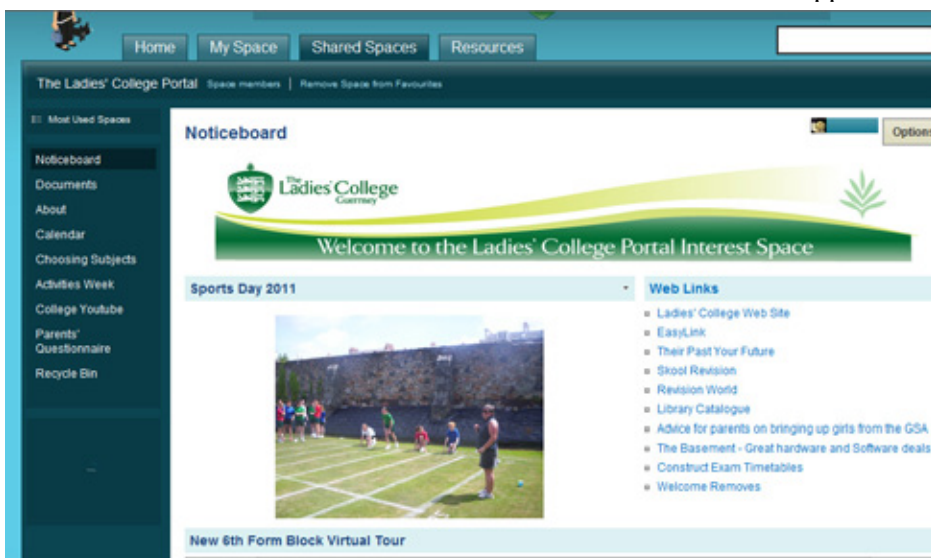 Home My Space Shared Spaces Resources
The Ladies' College Portal Space members | Remove Space from Favourites
Most Used Spaces
Noticeboard
Documents
About
Calendar
Choosing Subjects
Activities Week
College Youtube
Parents'
Questionnaire
Recycle Bin
Noticeboard
Options
The
Ladies' College
Guernsey
Welcome to the Ladies' College Portal Interest Space
Sports Day 2011
Web Links
Ladies' College Web Site
EasyLink
Their Past Your Future
Skool Revision
Revision World
Library Catalogue
Advice for parents on bringing up girls from the GSA
The Basement - Great hardware and Software deals
Construct Exam Timetables
Welcome Removes
New 6th Form Block Virtual Tour